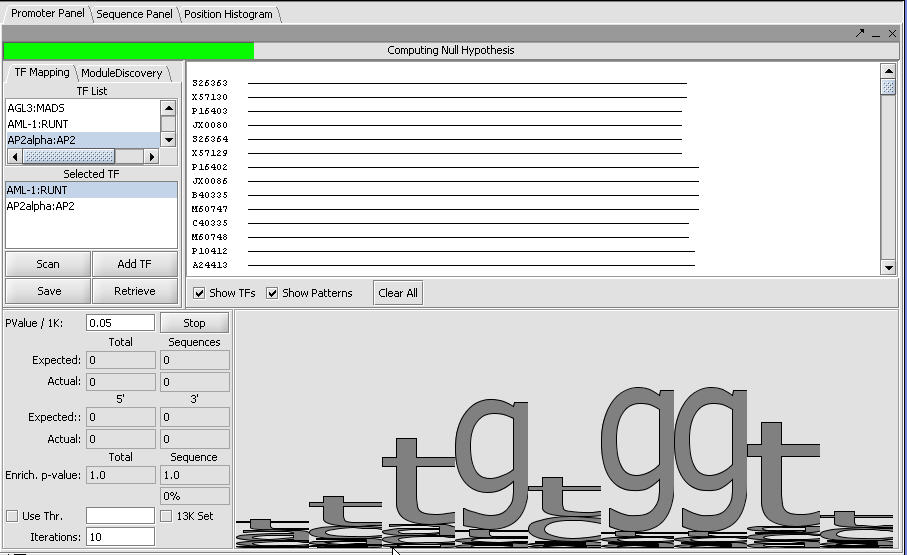 Promoter Panel Sequence Panel Position Histogram
Computing Null Hypothesis
TF Mapping ModuleDiscovery
TF List
AGL3:MADS
AML-1:RUNT
AP2alpha:AP2
Selected TF
AML-1:RUNT
AP2alpha:AP2
Scan Add TF
Save Retrieve
S26363
X57130
P16403
JX0080
S26364
X57129
P16402
JX0086
B40335
M60747
C40335
M60748
P10412
A24413
Show TFs Show Patterns Clear All
PValue / 1K: 0.05 Stop
Total Sequences
Expected: 0 0
Actual: 0 0
5' 3'
Expected:: 0 0
Actual: 0 0
Total Sequence
Enrich. p-value: 1.0 1.0
0%
Use Thr. 13K Set
Iterations: 10
t t g t g g t